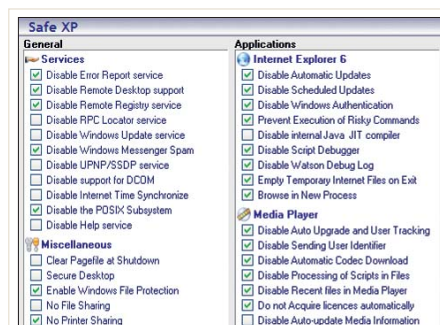 Safe XP
General
Services
Disable Error Report service
Disable Remote Desktop support
Disable Remote Registry service
Disable RPC Locator service
Disable Windows Update service
Disable Windows Messenger Spam
Disable UPNP/SSDP service
Disable support for DCOM
Disable Internet Time Synchronize
Disable the POSIX Subsystem
Disable Help service
Miscellaneous
Clear Pagefile at Shutdown
Secure Desktop
Enable Windows File Protection
No File Sharing
No Printer Sharing
Applications
Internet Explorer 6
Disable Automatic Updates
Disable Scheduled Updates
Disable Windows Authentication
Prevent Execution of Risky Commands
Disable internal Java JIT compiler
Disable Script Debugger
Disable Watson Debug Log
Empty Temporary Internet Files on Exit
Browse in New Process
Media Player
Disable Auto Upgrade and User Tracking
Disable Sending User Identifier
Disable Automatic Codec Download
Disable Processing of Scripts in Files
Disable Recent files in Media Player
Do not Acquire licences automatically
Disable Auto-update Media Information